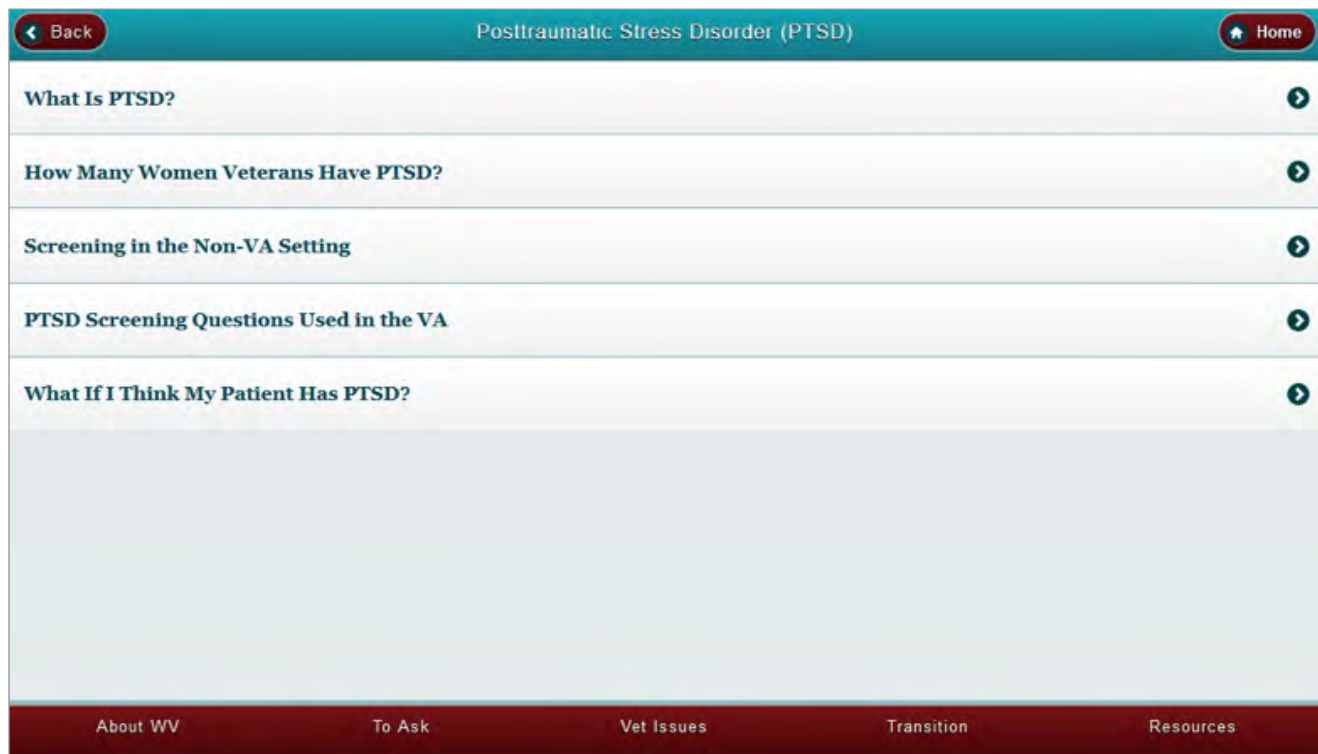 Back Posttraumatic Stress Disorder (PTSD) Home
What Is PTSD?
How Many Women Veterans Have PTSD?
Screening in the Non-VA Setting
PTSD Screening Questions Used in the VA
What If I Think My Patient Has PTSD?
About WV To Ask Vet Issues Transition Resources